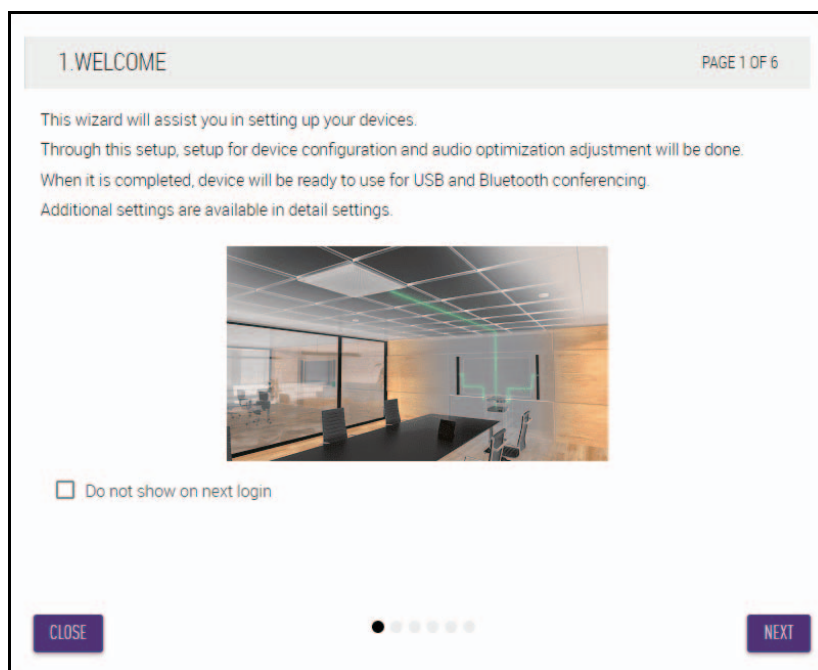 1.WELCOME
PAGE 1 OF 6
This wizard will assist you in setting up your devices.
Through this setup, setup for device configuration and audio optimization adjustment will be done.
When it is completed, device will be ready to use for USB and Bluetooth conferencing.
Additional settings are available in detail settings.
Do not show on next login
CLOSE
NEXT